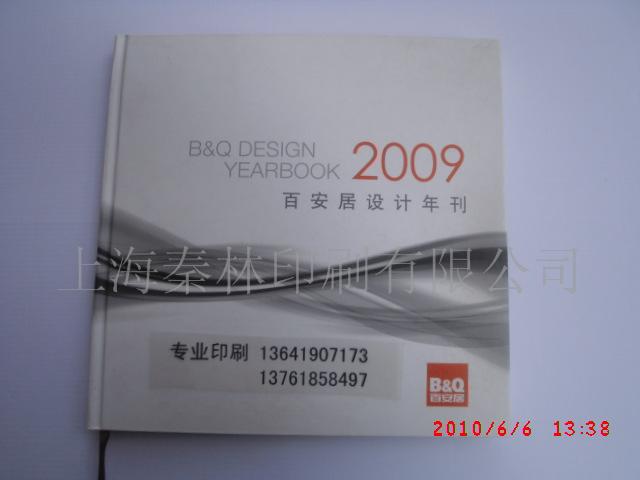 B&Q DESIGN
YEARBOOK 2009
百安居设计年刊
上海秦林印刷有限公司
专业印刷 13641907173
13761858497
B&Q
百安居
2010/6/6 13:38